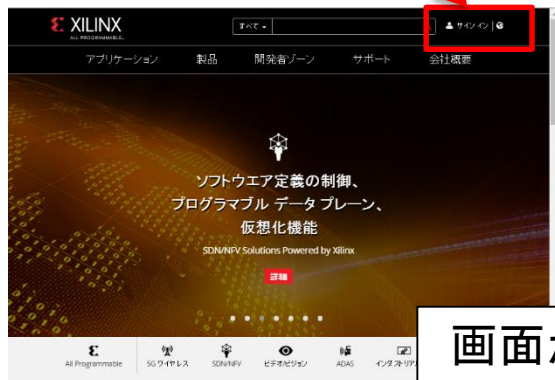 XILINX
ALL PROGRAMMABLE.
すべて
サインイン
アプリケーション 製品 開発者ゾーン サポート 会社概要
ソフトウエア定義の制御、
プログラマブル データ プレーン、
仮想化機能
SDN/NFV Solutions Powered by Xilinx
詳細
All Programmable 5G ワイヤレス SDN/NFV ビデオ/ビジョン ADAS
画面